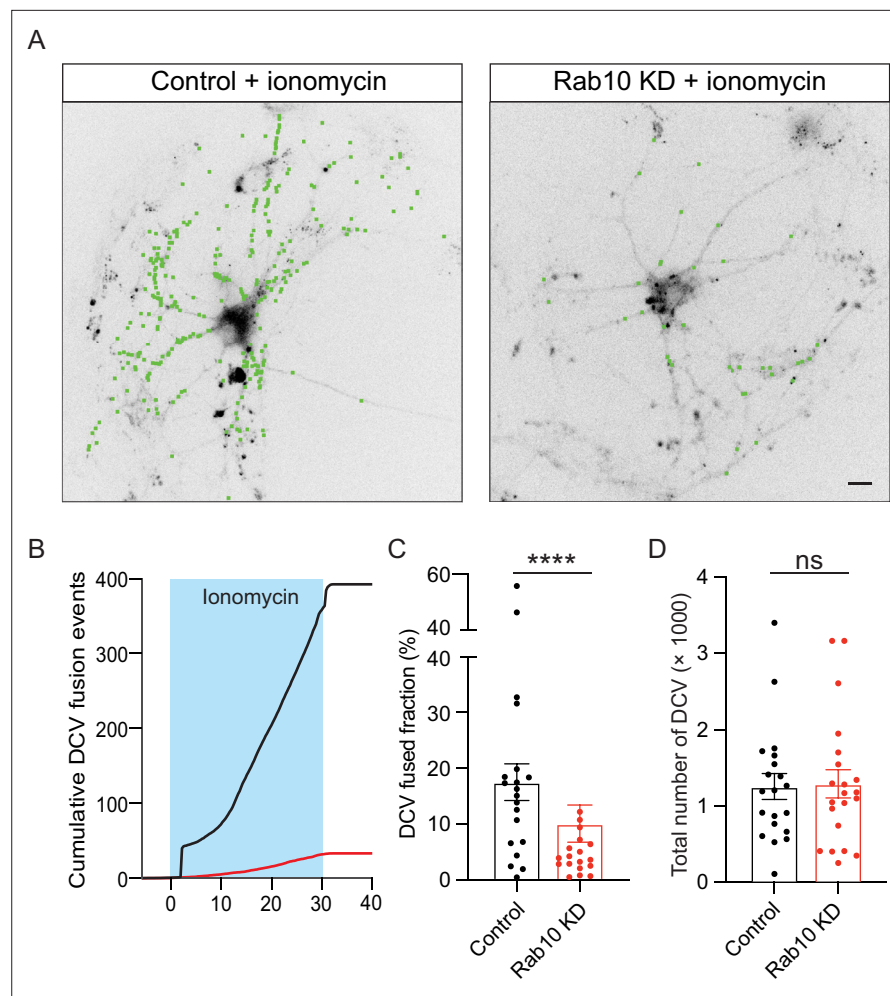 A
Control + ionomycin
Rab10 KD + ionomycin
B
Cumulative DCV fusion events
400
300
200
100
0
Ionomycin
0
10
20
30
40
C
DCV fused fraction (%)
60
40
40
30
20
10
0
****
Control
Rab10 KD
D
Total number of DCV (× 1000)
4
3
2
1
0
ns
Control
Rab10 KD